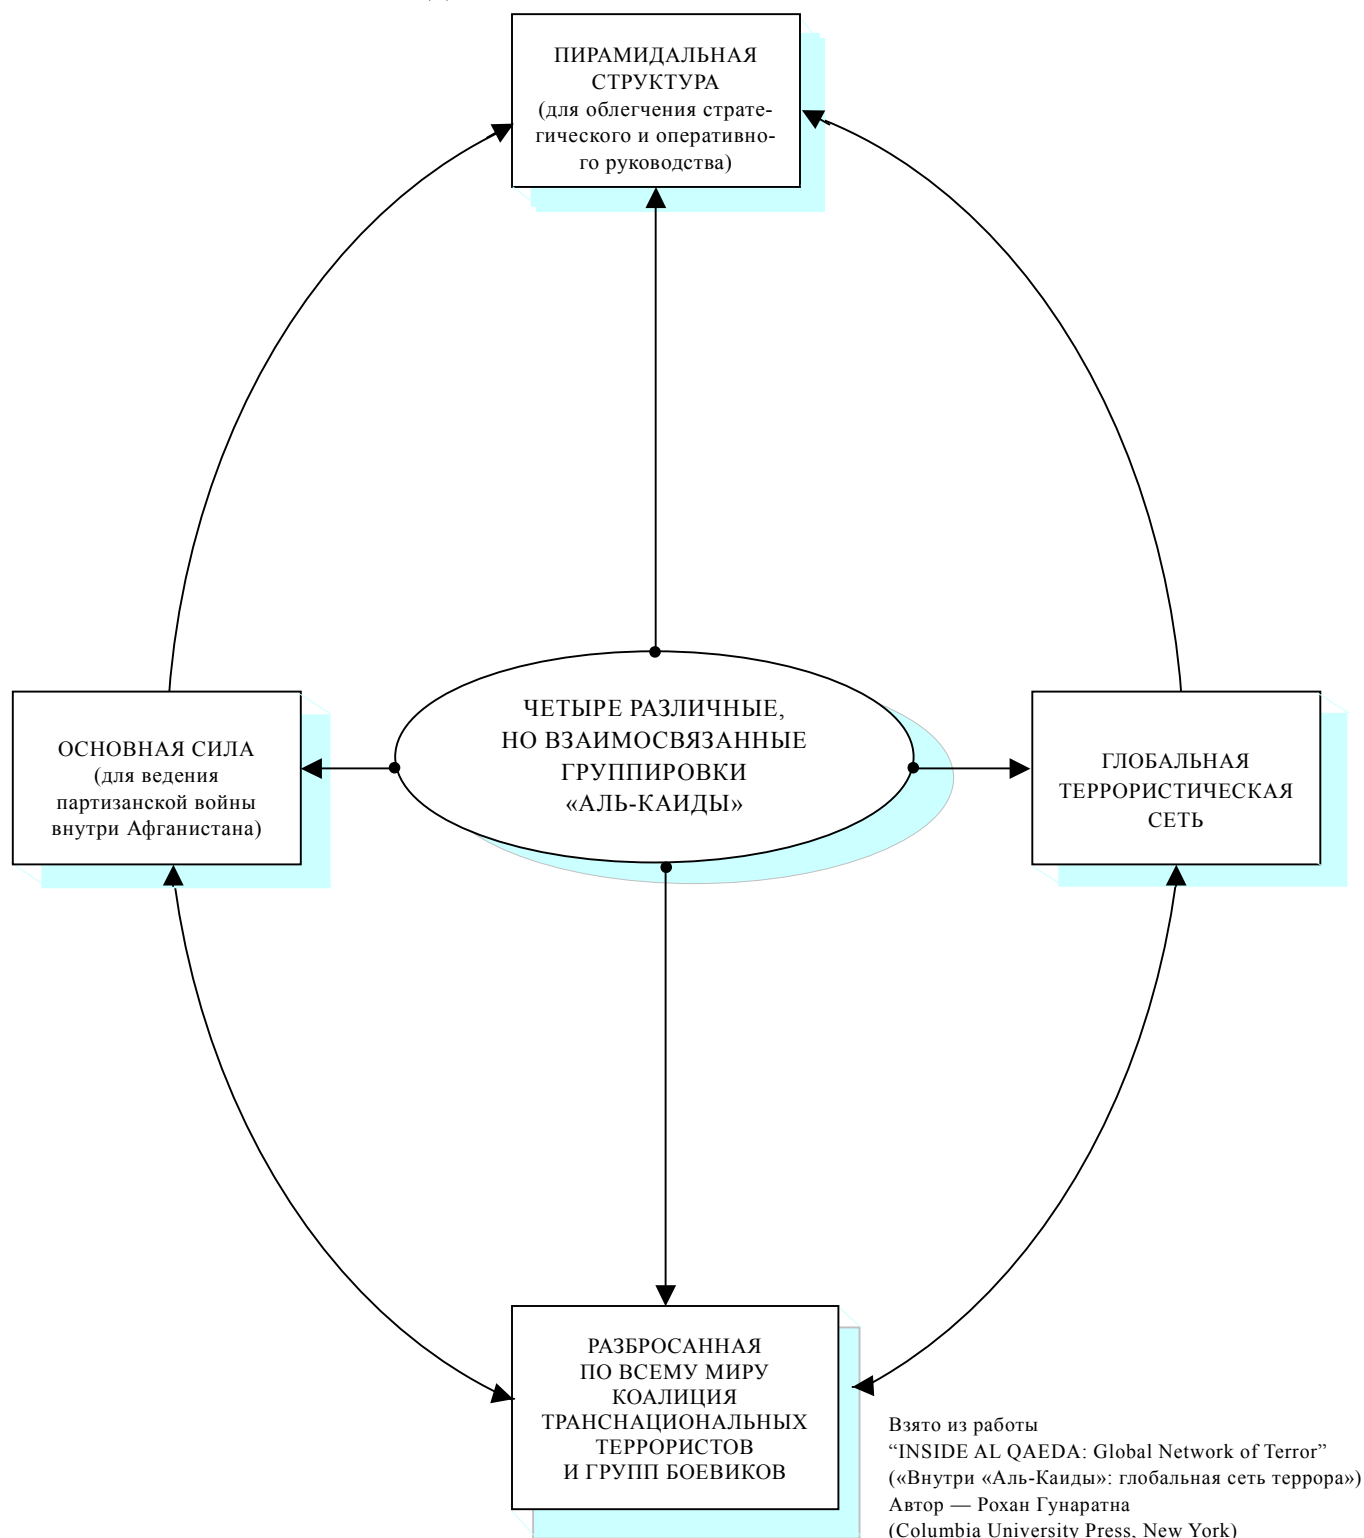 ПИРАМИДАЛЬНАЯ
СТРУКТУРА
(для облегчения страте-
гического и оперативно-
го руководства)
ОСНОВНАЯ СИЛА
(для ведения
партизанской войны
внутри Афганистана)
ЧЕТЫРЕ РАЗЛИЧНЫЕ,
НО ВЗАИМОСВЯЗАННЫЕ
ГРУППИРОВКИ
«АЛЬ-КАИДЫ»
ГЛОБАЛЬНАЯ
ТЕРРОРИСТИЧЕСКАЯ
СЕТЬ
РАЗБРОСАННАЯ
ПО ВСЕМУ МИРУ
КОАЛИЦИЯ
ТРАНСНАЦИОНАЛЬНЫХ
ТЕРРОРИСТОВ
И ГРУПП БОЕВИКОВ
Взято из работы
“INSIDE AL QAEDA: Global Network of Terror”
(«Внутри «Аль-Каиды»: глобальная сеть террора»)
Автор — Рохан Гунаратна
(Columbia University Press, New York)